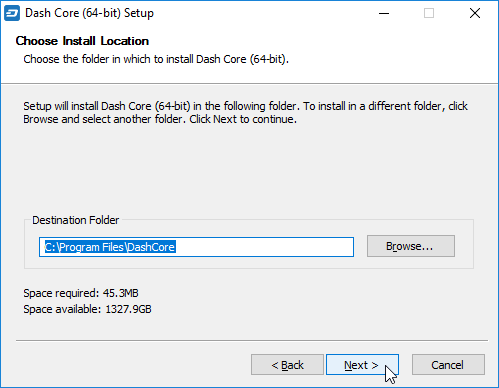 Dash Core (64-bit) Setup
Choose Install Location
Choose the folder in which to install Dash Core (64-bit).
Setup will install Dash Core (64-bit) in the following folder. To install in a different folder, click
Browse and select another folder. Click Next to continue.
Destination Folder
C:\Program Files\DashCore
Browse...
Space required: 45.3MB
Space available: 1327.9GB
< Back
Next >
Cancel